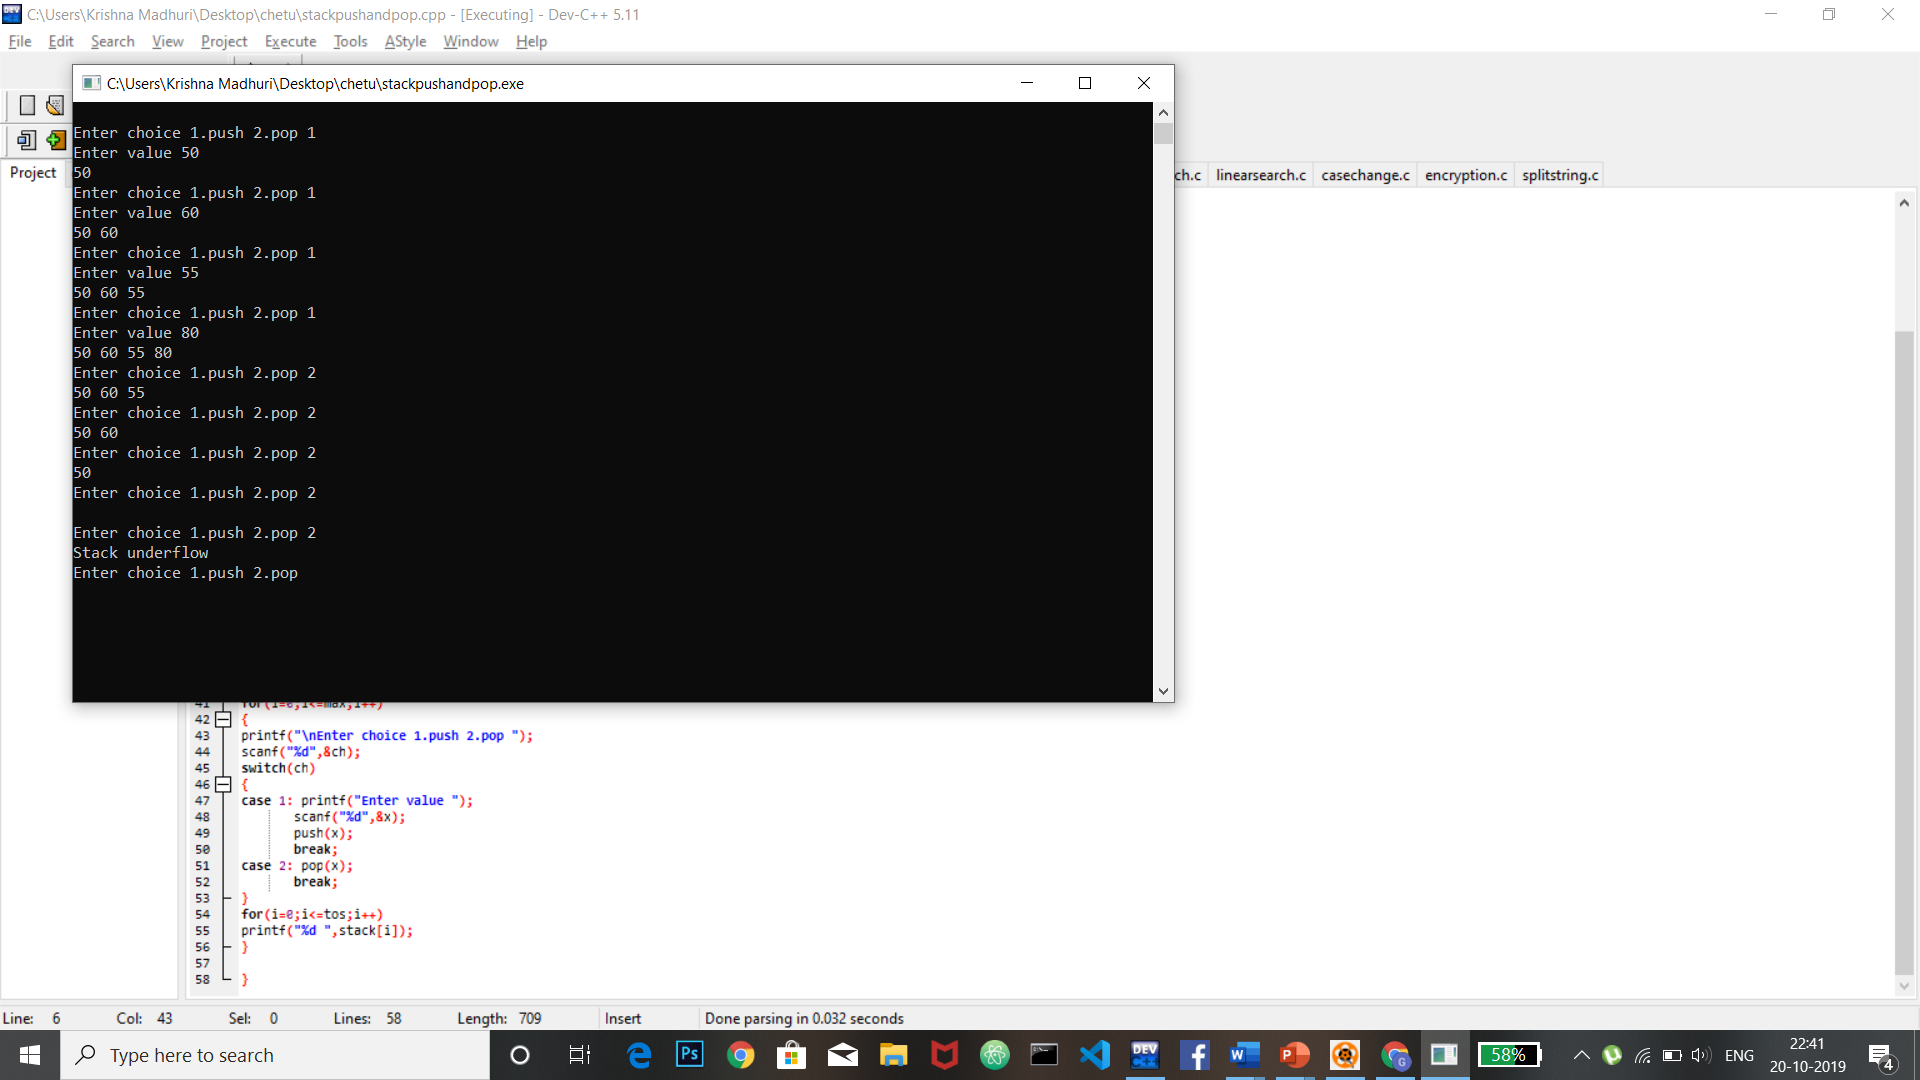 C:\Users\Krishna Madhuri\Desktop\chetu\stackpushandpop.cpp - [Executing] - Dev-C++ 5.11
File Edit Search View Project Execute Tools AStyle Window Help
C:\Users\Krishna Madhuri\Desktop\chetu\stackpushandpop.exe
Enter choice 1.push 2.pop 1
Enter value 50
50
Enter choice 1.push 2.pop 1
Enter value 60
50 60
Enter choice 1.push 2.pop 1
Enter value 55
50 60 55
Enter choice 1.push 2.pop 1
Enter value 80
50 60 55 80
Enter choice 1.push 2.pop 2
50 60 55
Enter choice 1.push 2.pop 2
50 60
Enter choice 1.push 2.pop 2
50
Enter choice 1.push 2.pop 2
Enter choice 1.push 2.pop 2
Stack underflow
Enter choice 1.push 2.pop
Project
ch.c linearsearch.c casechange.c encryption.c splitstring.c
41 for(i=0;i<=max;i++)
42 {
43 printf("\nEnter choice 1.push 2.pop ");
44 scanf("%d",&ch);
45 switch(ch)
46 {
47 case 1: printf("Enter value ");
48 scanf("%d",&x);
49 push(x);
50 break;
51 case 2: pop(x);
52 break;
53 }
54 for(i=0;i<=tos;i++)
55 printf("%d ",stack[i]);
56 }
57
58 }
Line: 6 Col: 43 Sel: 0 Lines: 58 Length: 709 Insert Done parsing in 0.032 seconds
Type here to search
Ps
DEV
58%
ENG
22:41
20-10-2019
4